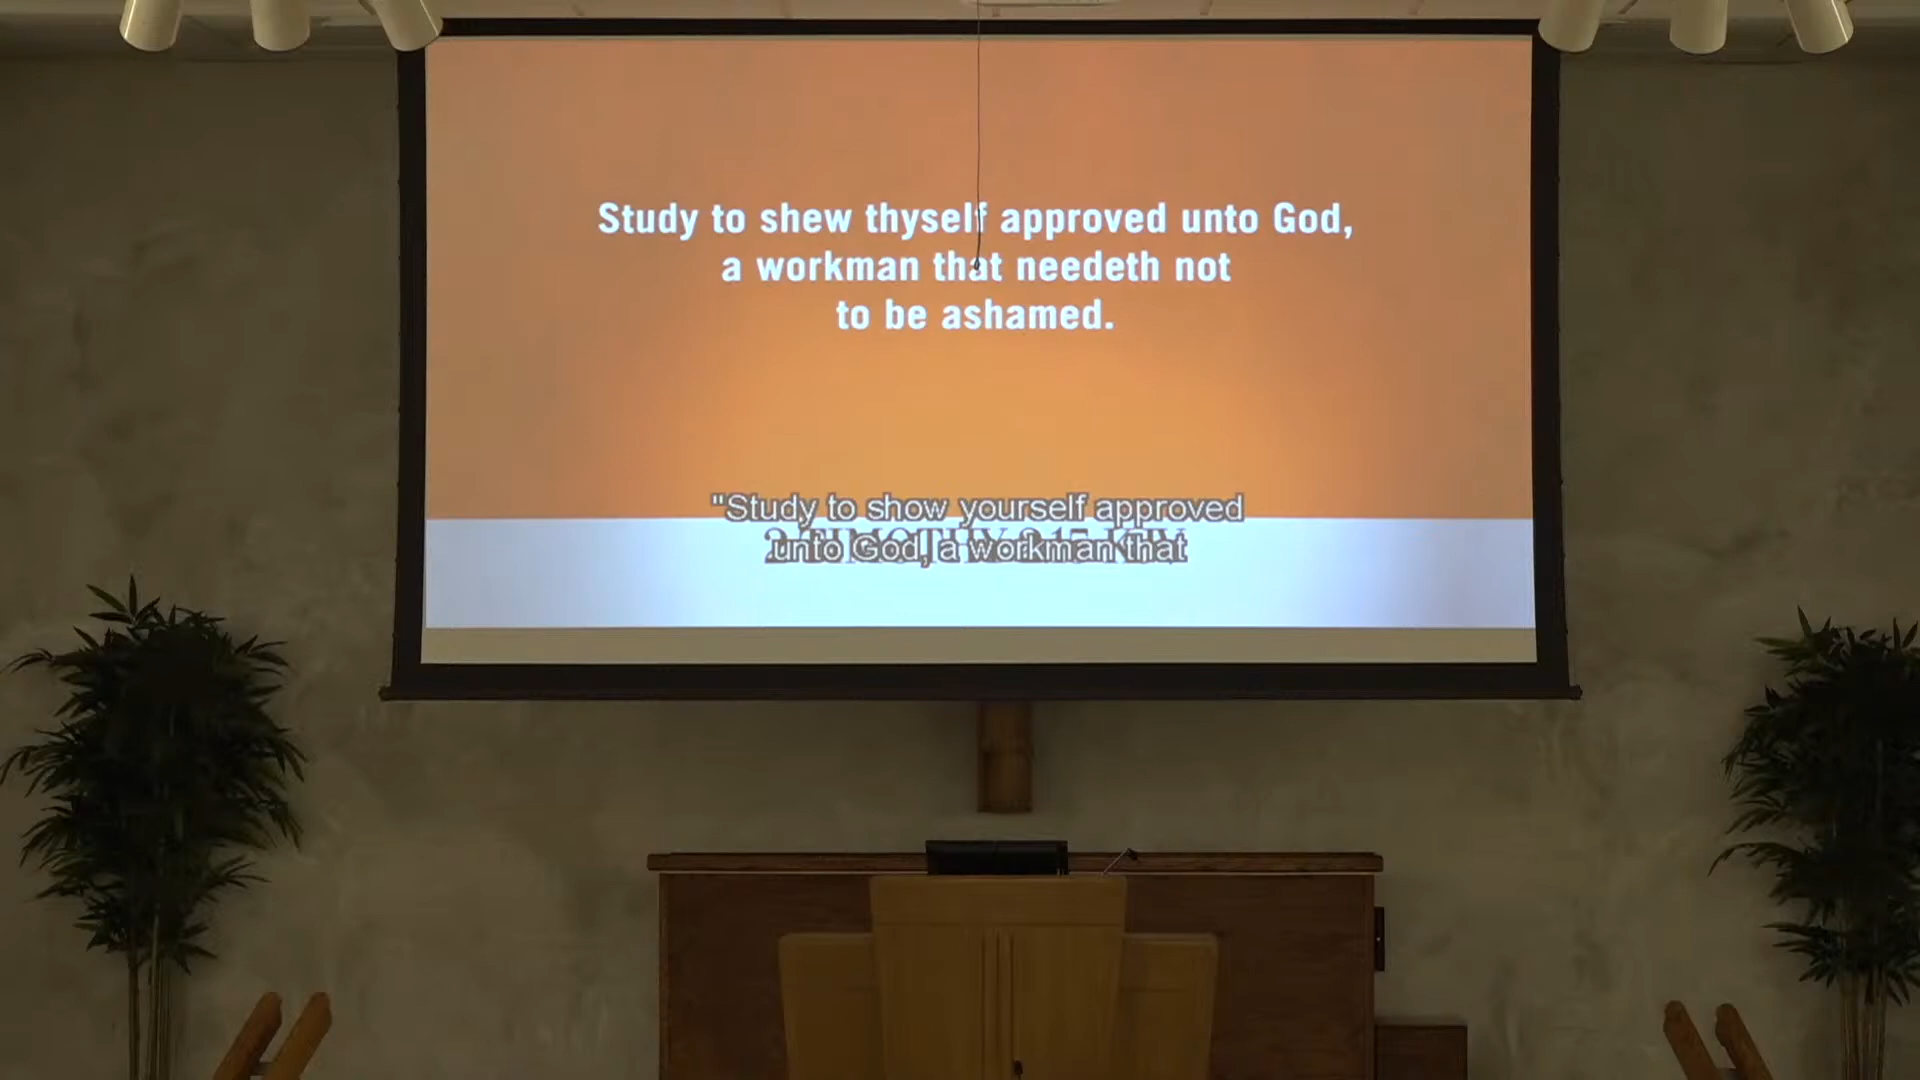 Study to shew thyself approved unto God,
a workman that needeth not
to be ashamed.
"Study to show yourself approved
unto God, a workman that